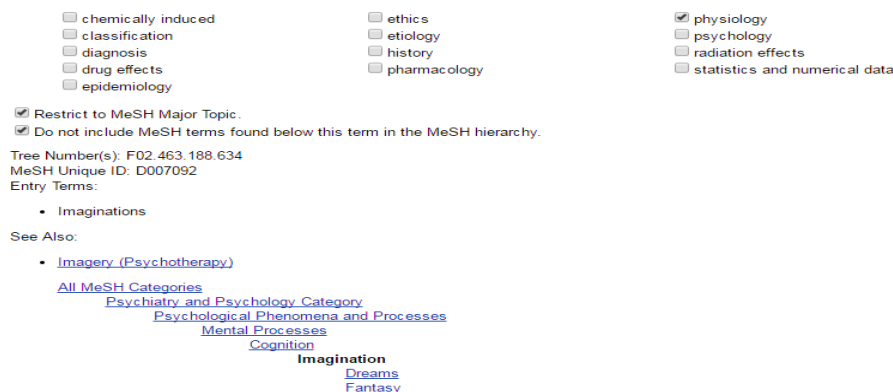 chemically induced ethics physiology
classification etiology psychology
diagnosis history radiation effects
drug effects pharmacology statistics and numerical data
epidemiology
Restrict to MeSH Major Topic.
Do not include MeSH terms found below this term in the MeSH hierarchy.
Tree Number(s): F02.463.188.634
MeSH Unique ID: D007092
Entry Terms:
• Imaginations
See Also:
• Imagery (Psychotherapy)
All MeSH Categories
Psychiatry and Psychology Category
Psychological Phenomena and Processes
Mental Processes
Cognition
Imagination
Dreams
Fantasy